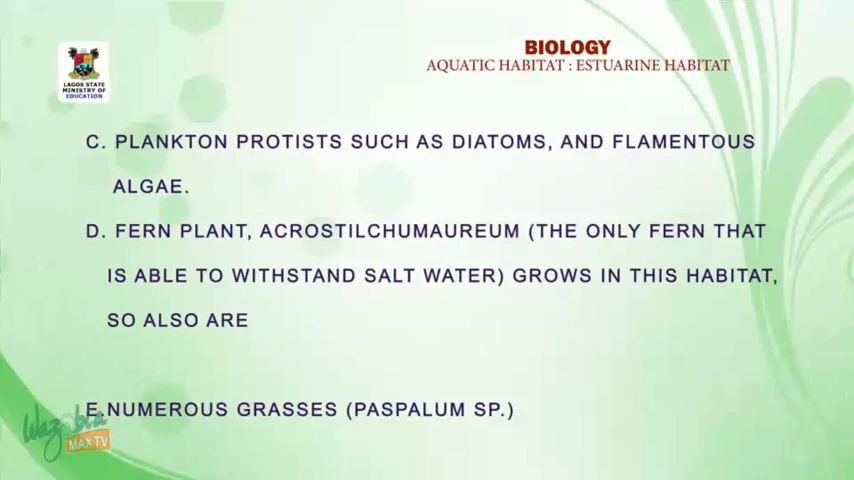 BIOLOGY
AQUATIC HABITAT : ESTUARINE HABITAT
LAGOS STATE
MINISTRY OF
EDUCATION
C. PLANKTON PROTISTS SUCH AS DIATOMS, AND FLAMENTOUS
ALGAE.
D. FERN PLANT, ACROSTILCHUMAUREUM (THE ONLY FERN THAT
IS ABLE TO WITHSTAND SALT WATER) GROWS IN THIS HABITAT,
SO ALSO ARE
E.NUMEROUS GRASSES (PASPALUM SP.)
Wazobia
MAX TV